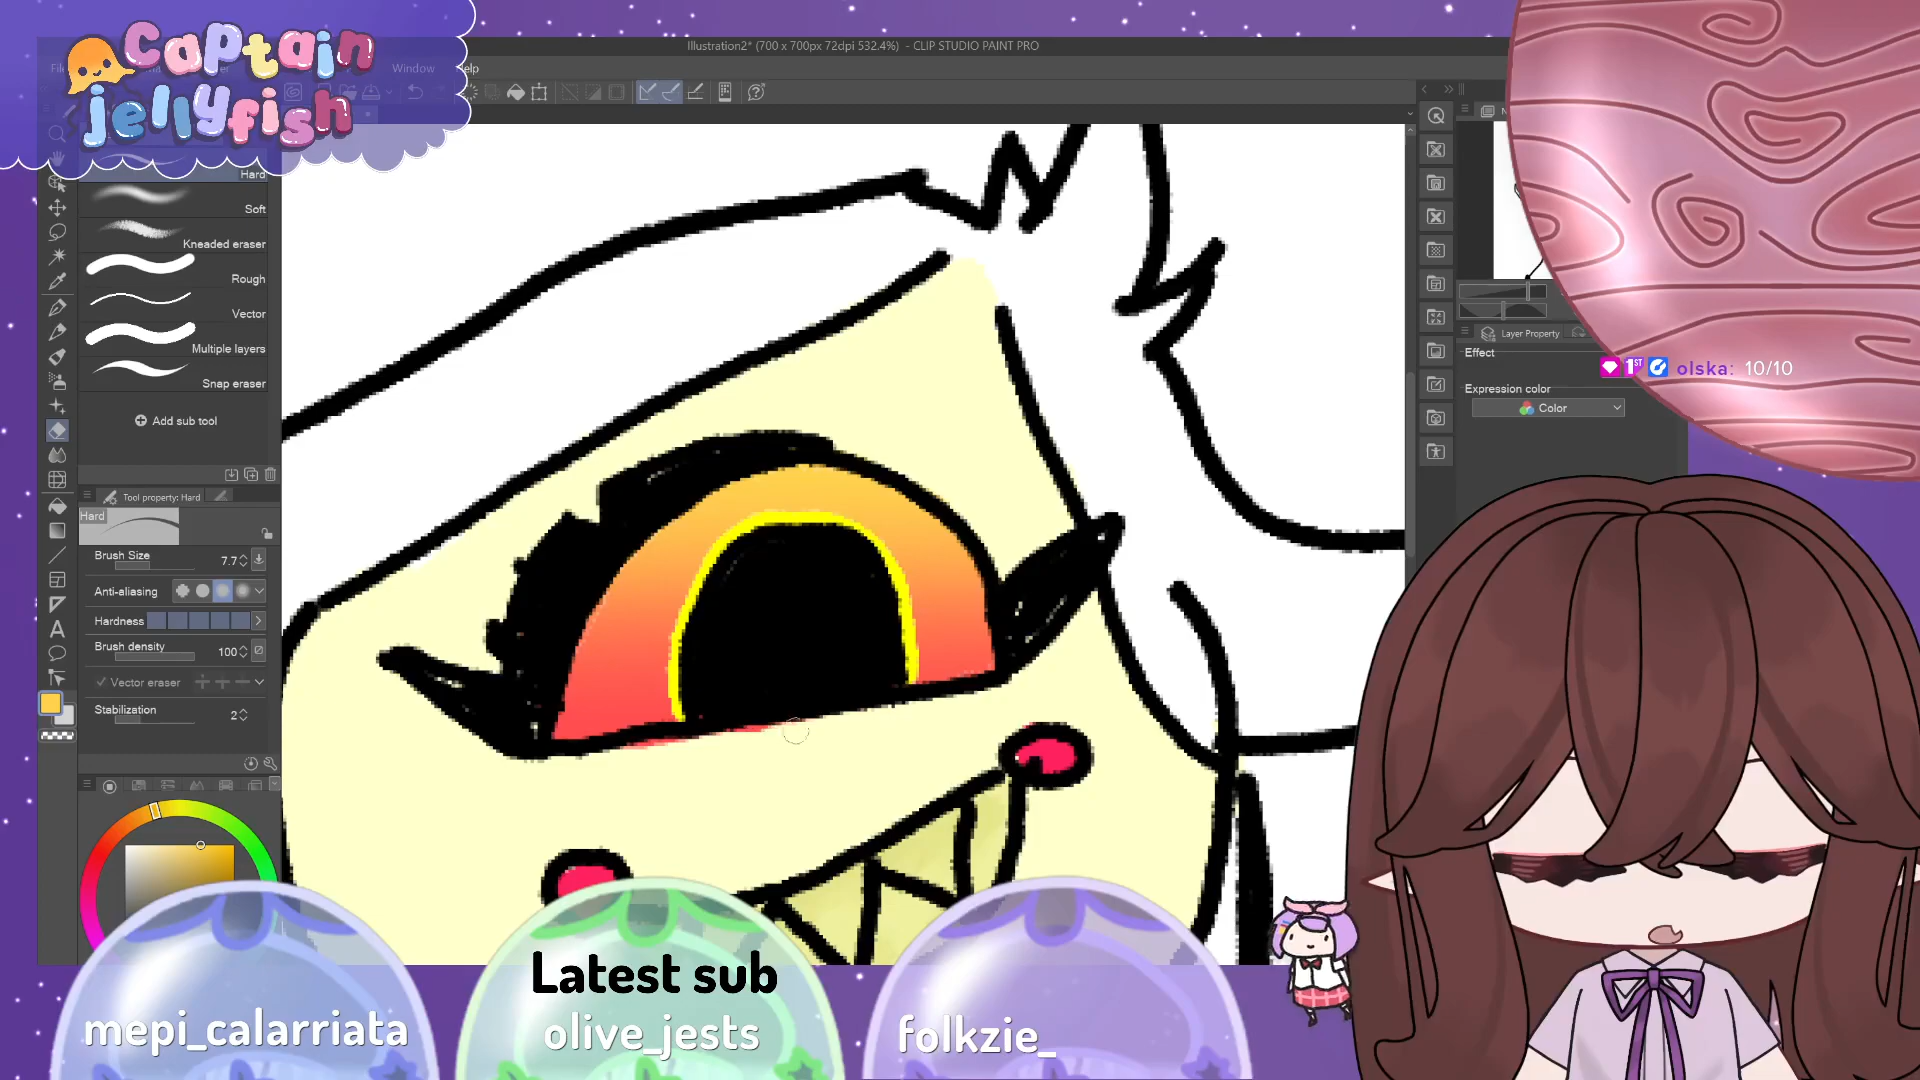 Captain
jellyfish
Illustration2* (700 x 700px 72dpi 532.4%) - CLIP STUDIO PAINT PRO
Window
Hard
Soft
Kneaded eraser
Rough
Vector
Multiple layers
Snap eraser
Add sub tool
Tool property: Hard
Hard
Brush Size 7.7
Anti-aliasing
Hardness
Brush density 100
Vector eraser
Stabilization 2
Layer Property
Effect
Expression color
Color
olska: 10/10
Latest sub
mepi_calarriata
olive_jests
folkzie_